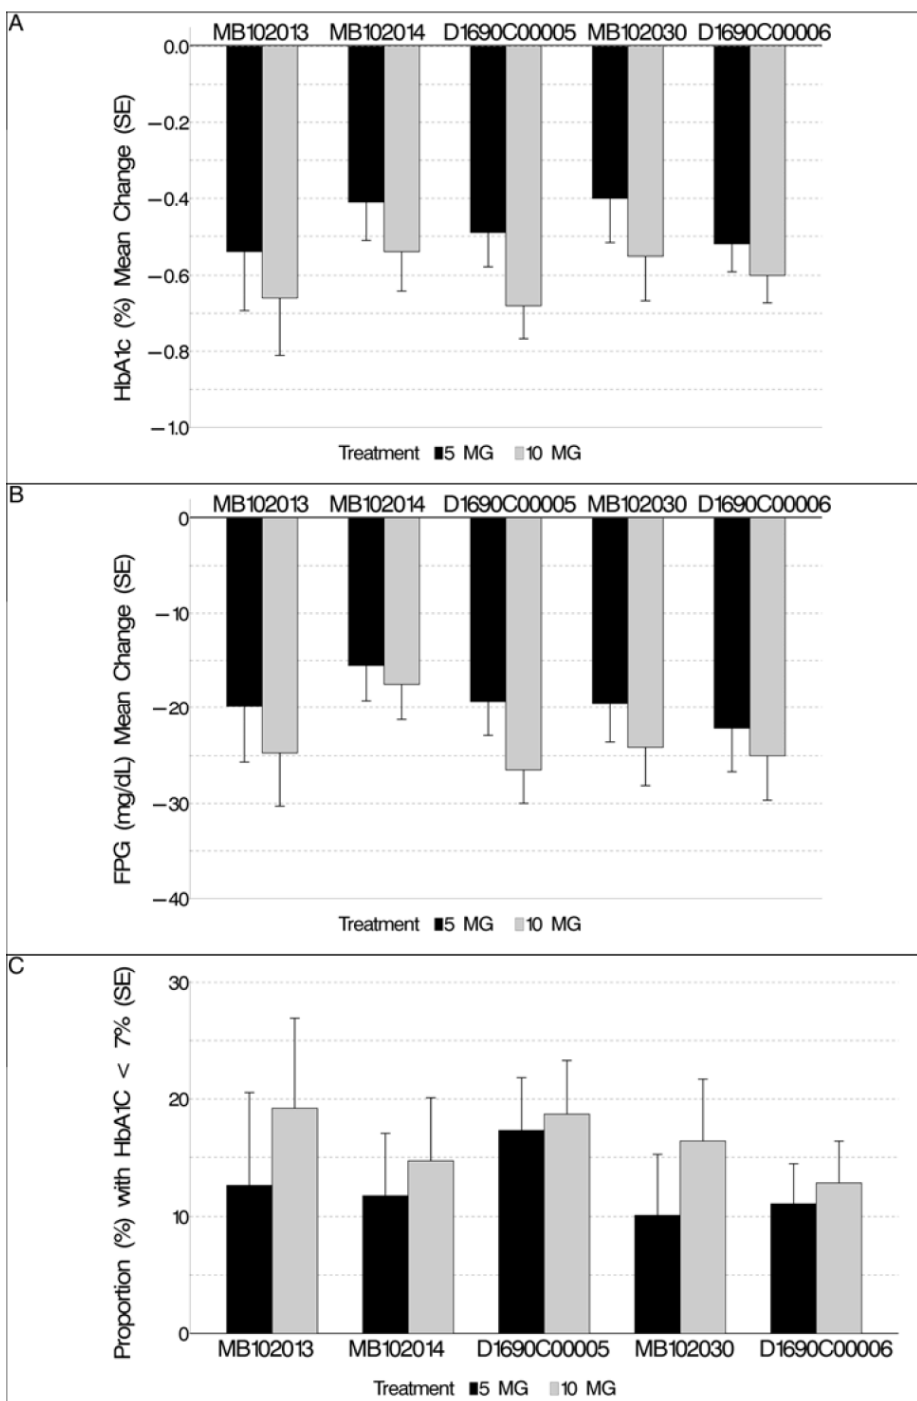 A
MB102013 MB102014 D1690C00005 MB102030 D1690C00006
HbA1c (%) Mean Change (SE)
0.0
−0.2
−0.4
−0.6
−0.8
−1.0
Treatment 5 MG 10 MG
B
MB102013 MB102014 D1690C00005 MB102030 D1690C00006
FPG (mg/dL) Mean Change (SE)
0
−10
−20
−30
−40
Treatment 5 MG 10 MG
C
Proportion (%) with HbA1C < 7% (SE)
30
20
10
0
MB102013 MB102014 D1690C00005 MB102030 D1690C00006
Treatment 5 MG 10 MG